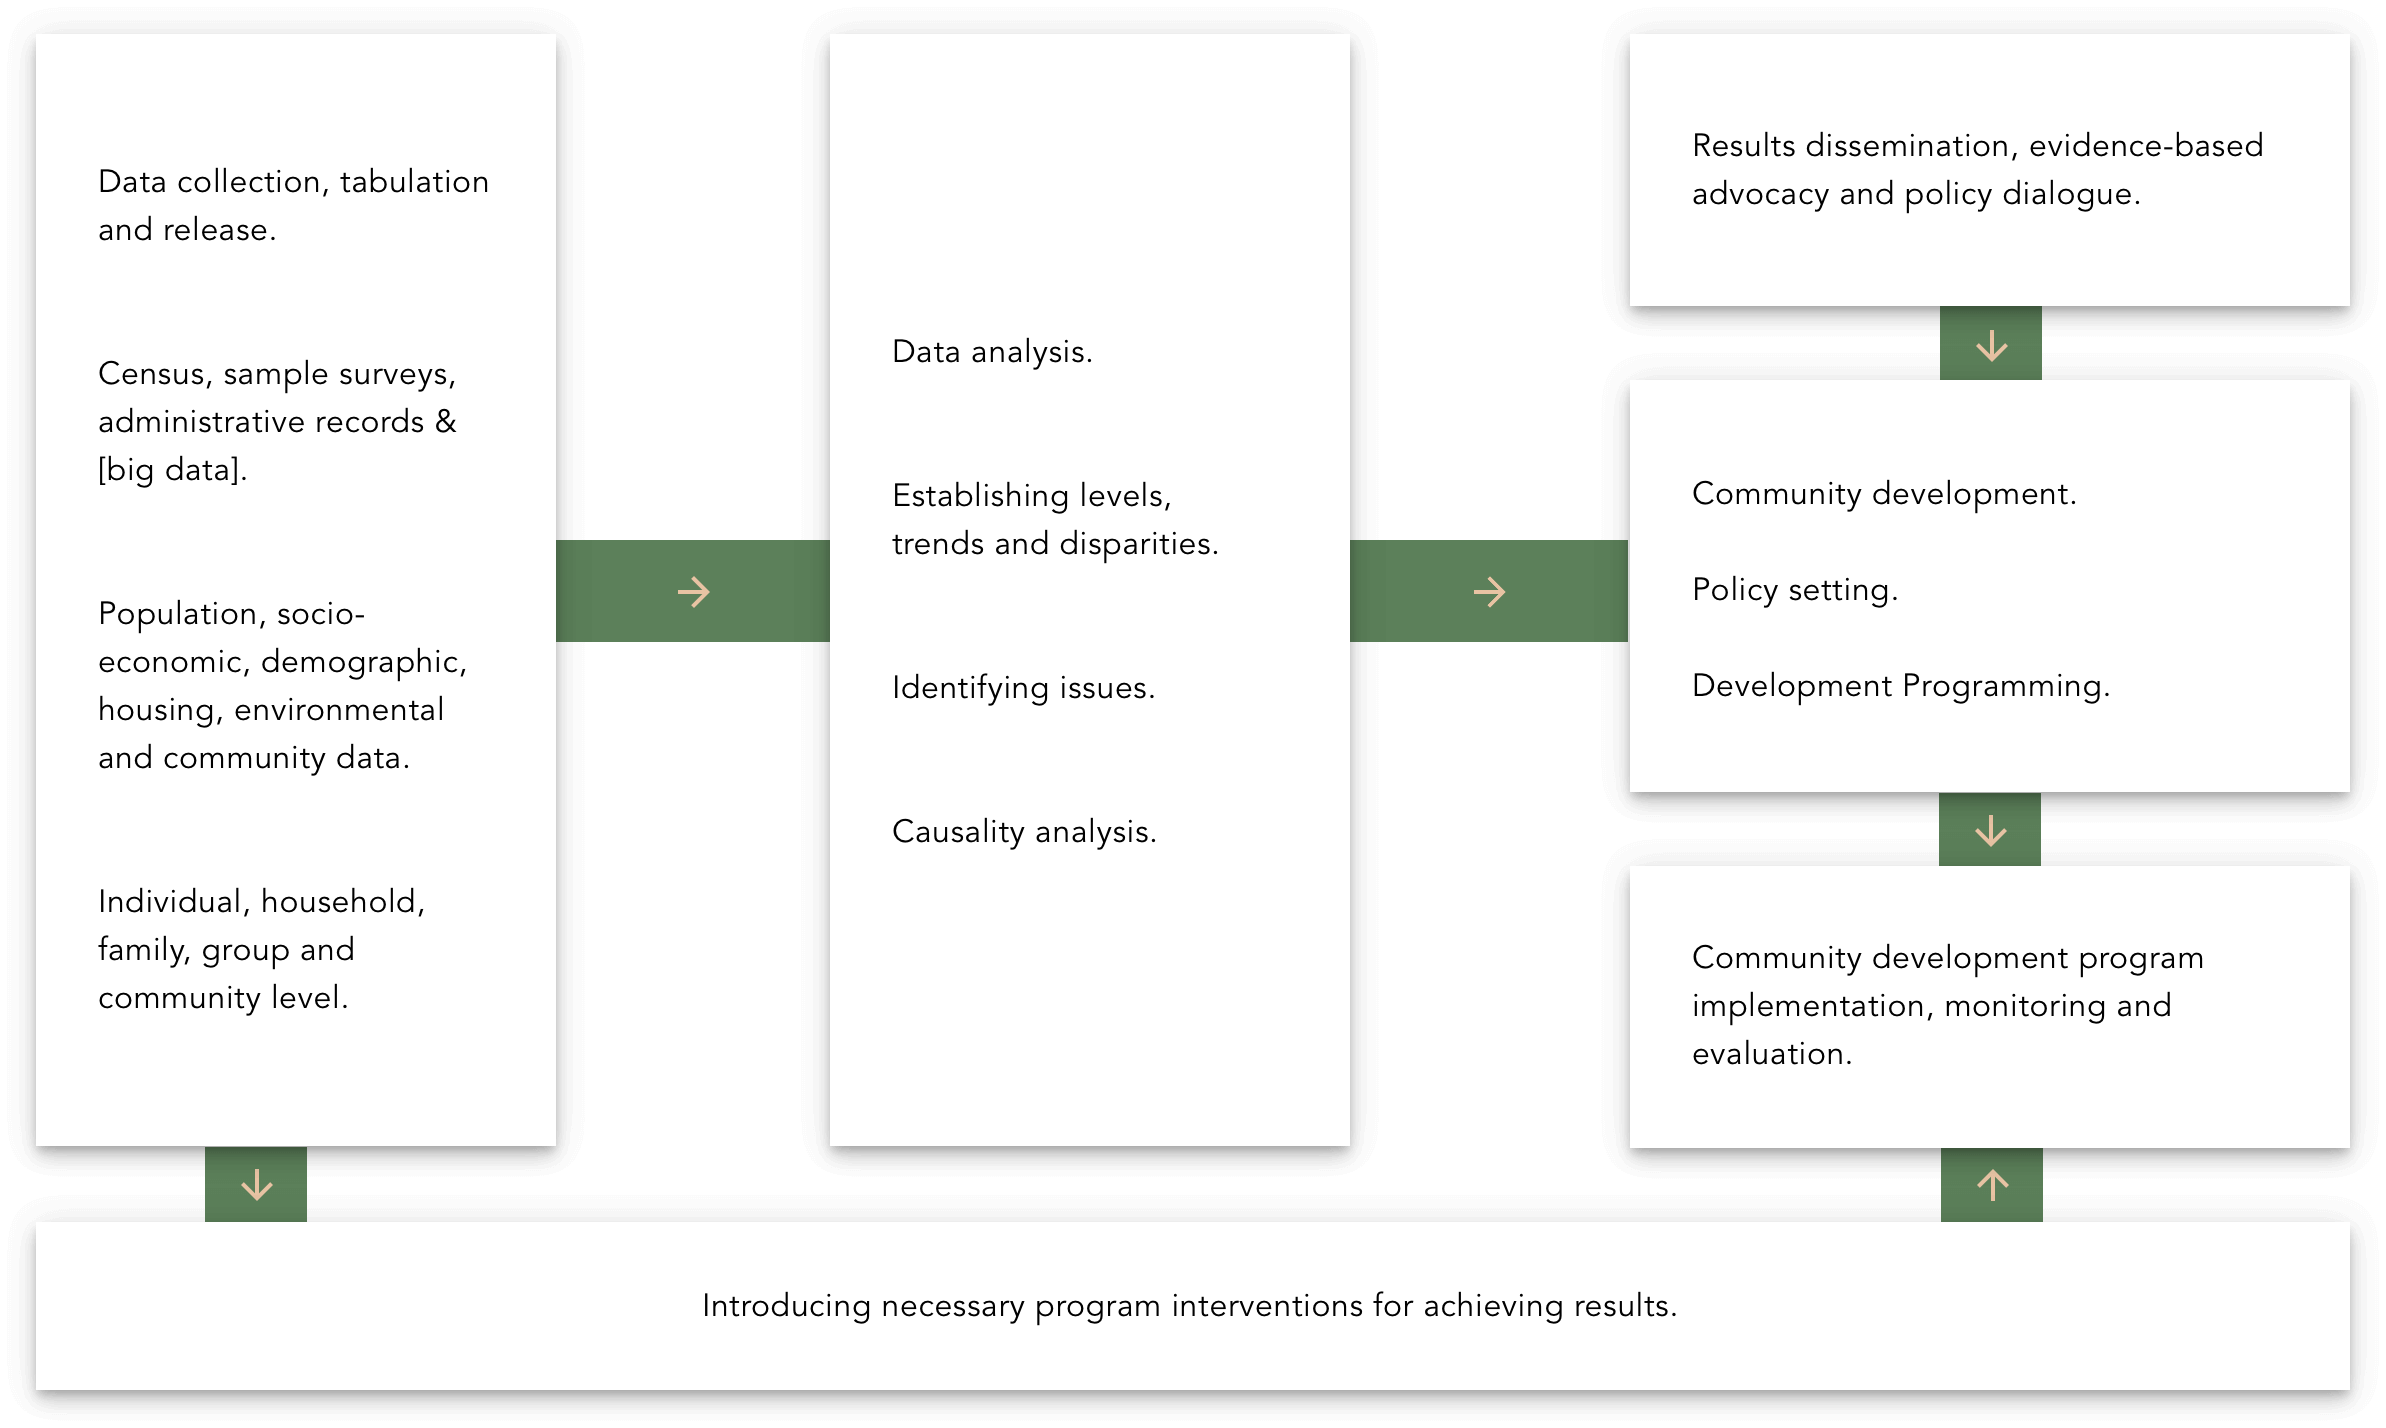 Data collection, tabulation
and release.
Census, sample surveys,
administrative records &
[big data].
Population, socio-
economic, demographic,
housing, environmental
and community data.
Individual, household,
family, group and
community level.
Data analysis.
Establishing levels,
trends and disparities.
Identifying issues.
Causality analysis.
Results dissemination, evidence-based
advocacy and policy dialogue.
Community development.
Policy setting.
Development Programming.
Community development program
implementation, monitoring and
evaluation.
Introducing necessary program interventions for achieving results.